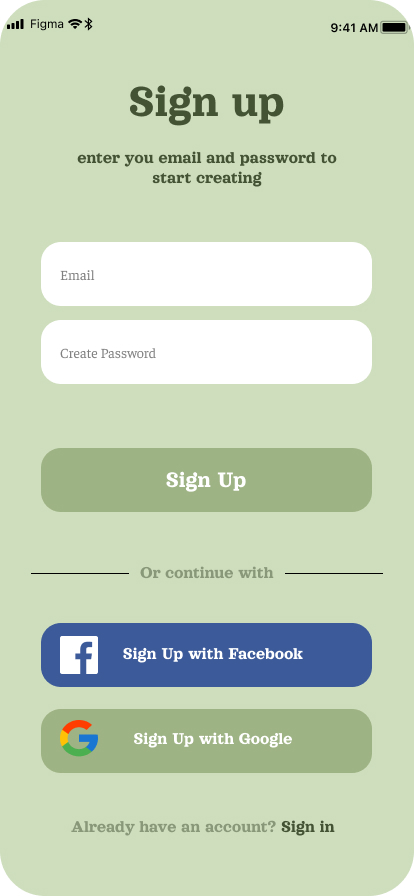 Figma 9:41 AM
Sign up
enter you email and password to
start creating
Email
Create Password
Sign Up
Or continue with
Sign Up with Facebook
Sign Up with Google
Already have an account? Sign in